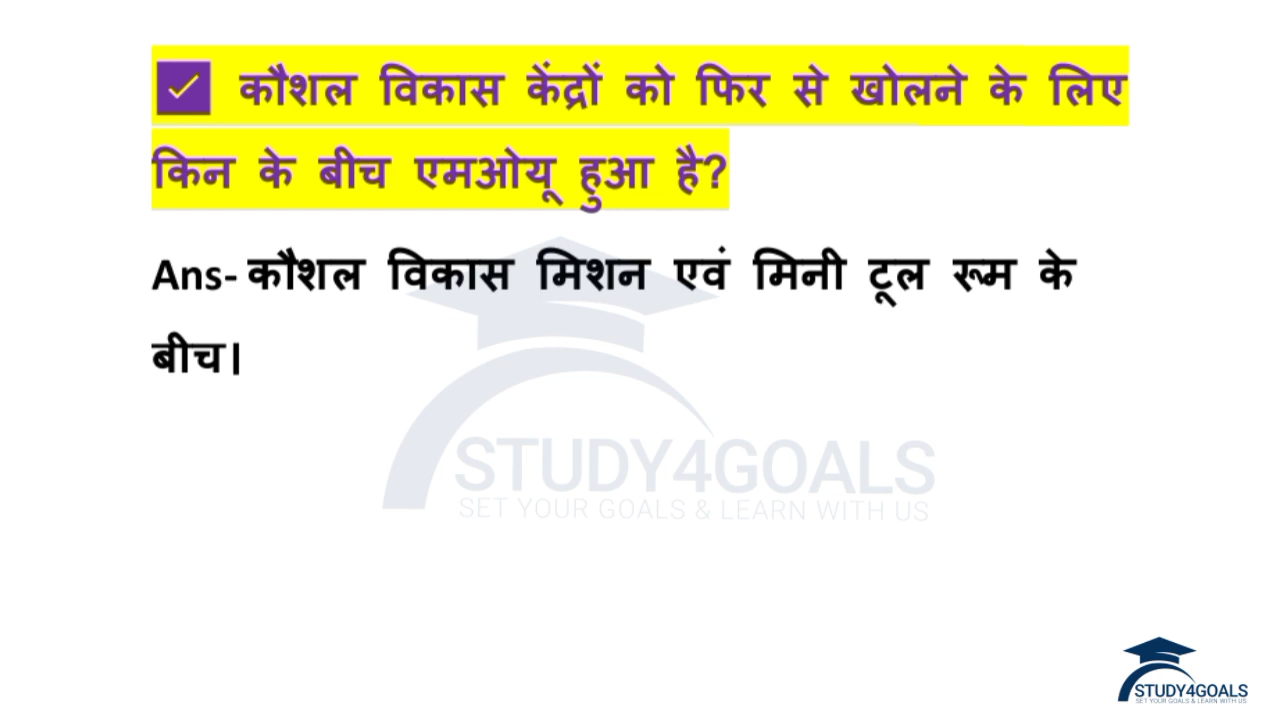 ✓ कौशल विकास केंद्रों को फिर से खोलने के लिए
किन के बीच एमओयू हुआ है?
Ans- कौशल विकास मिशन एवं मिनी टूल रूम के
बीच।
STUDY4GOALS
SET YOUR GOALS & LEARN WITH US
STUDY4GOALS
SET YOUR GOALS & LEARN WITH US